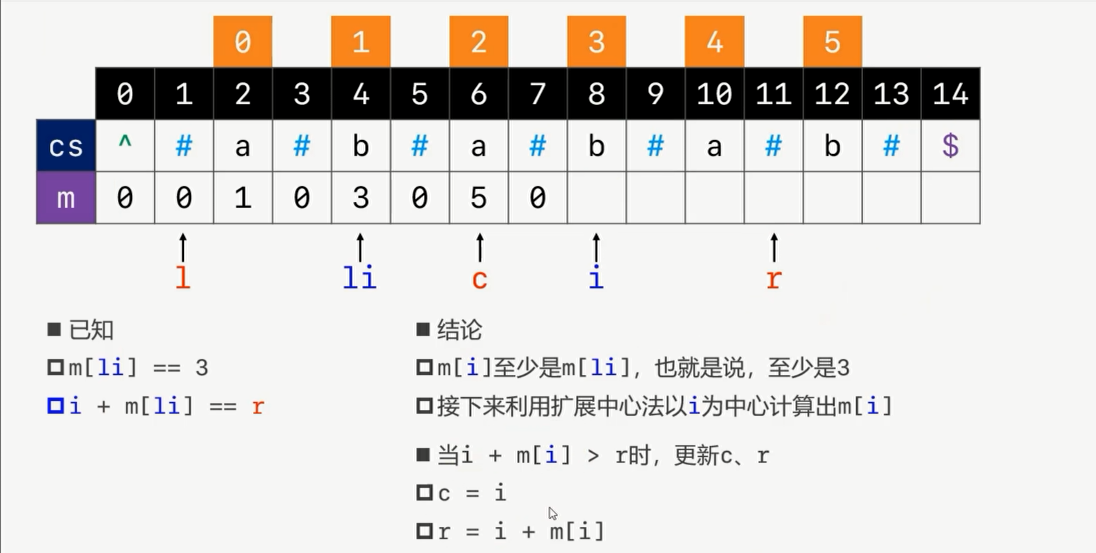 0 1 2 3 4 5
0 1 2 3 4 5 6 7 8 9 10 11 12 13 14
cs ^ # a # b # a # b # a # b # $
m 0 0 1 0 3 0 5 0
l li c i r
已知
m[li] == 3
i + m[li] == r
结论
m[i]至少是m[li]，也就是说，至少是3
接下来利用扩展中心法以i为中心计算出m[i]
当i + m[i] > r时，更新c、r
c = i
r = i + m[i]